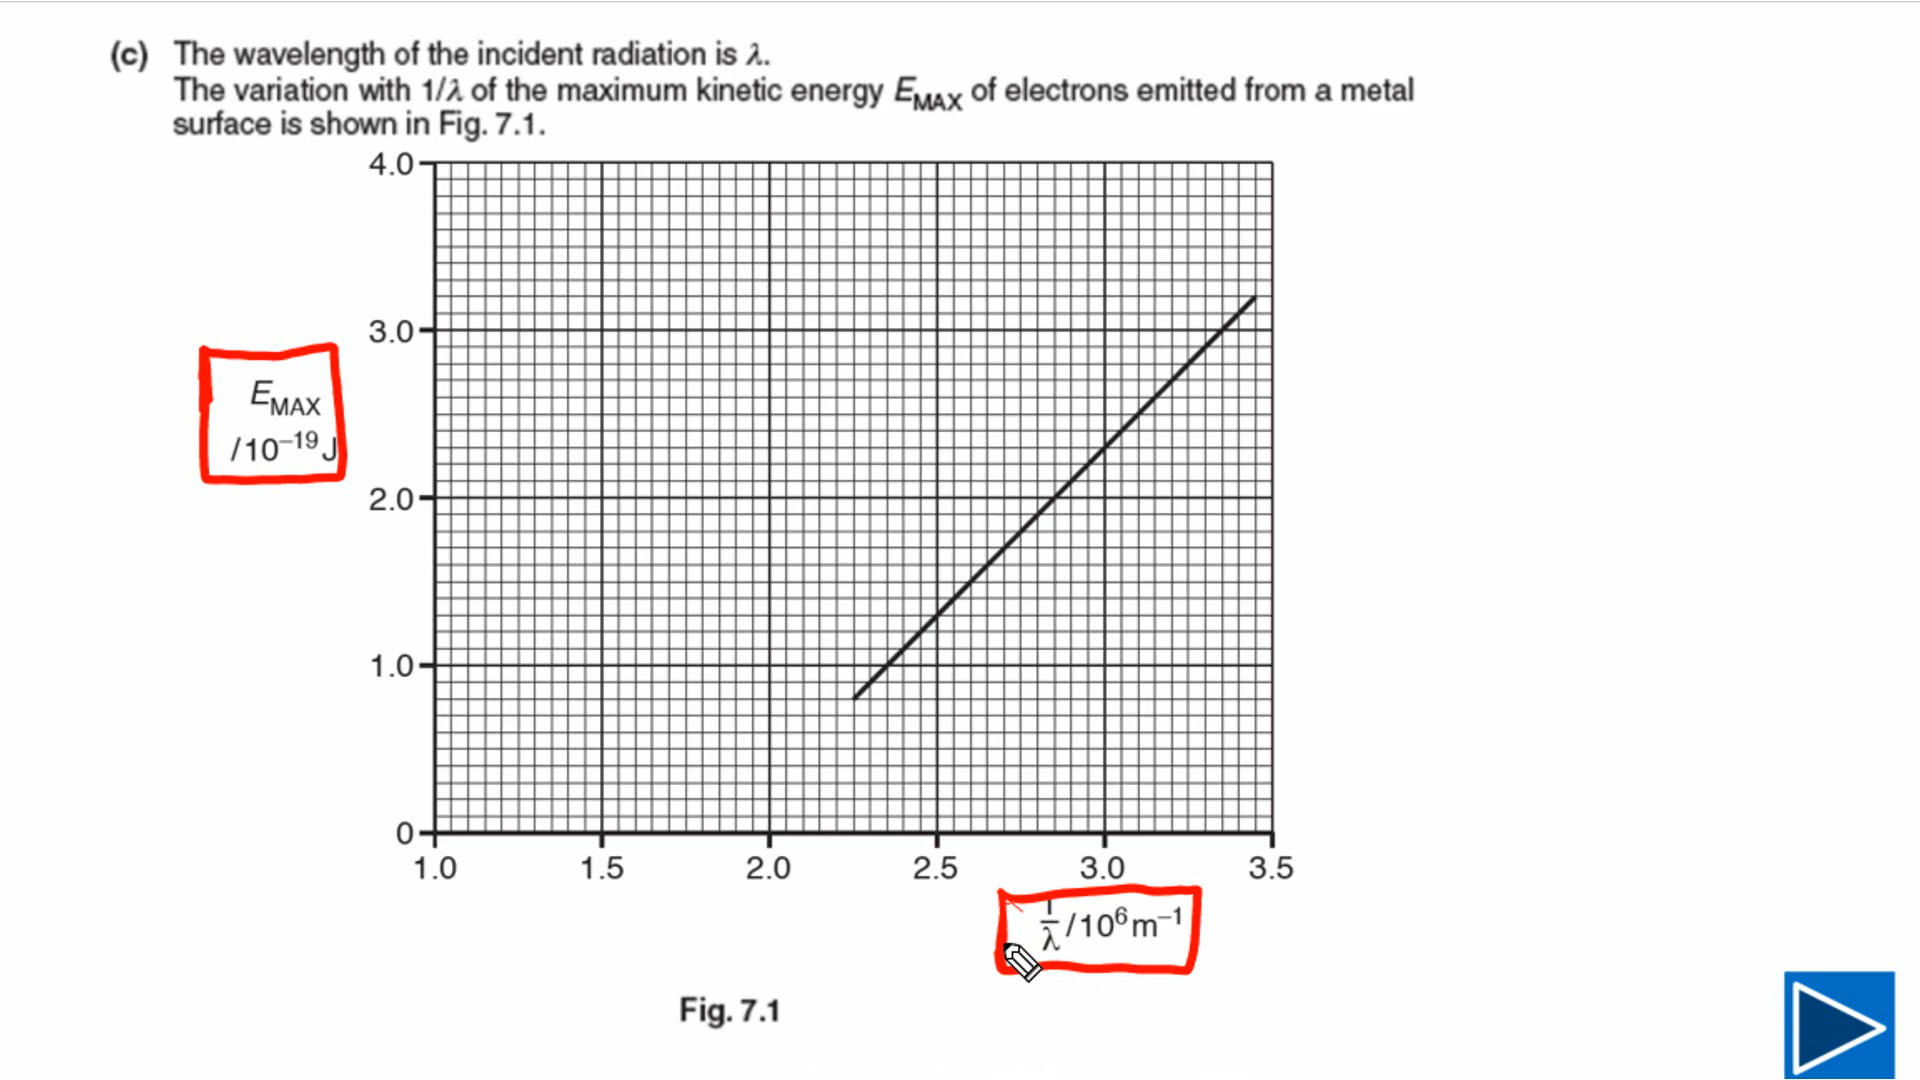 (c) The wavelength of the incident radiation is λ.
The variation with 1/λ of the maximum kinetic energy E_MAX of electrons emitted from a metal
surface is shown in Fig. 7.1.
4.0
3.0
E_MAX
/10⁻¹⁹ J
2.0
1.0
0
1.0 1.5 2.0 2.5 3.0 3.5
1/λ /10⁶ m⁻¹
Fig. 7.1